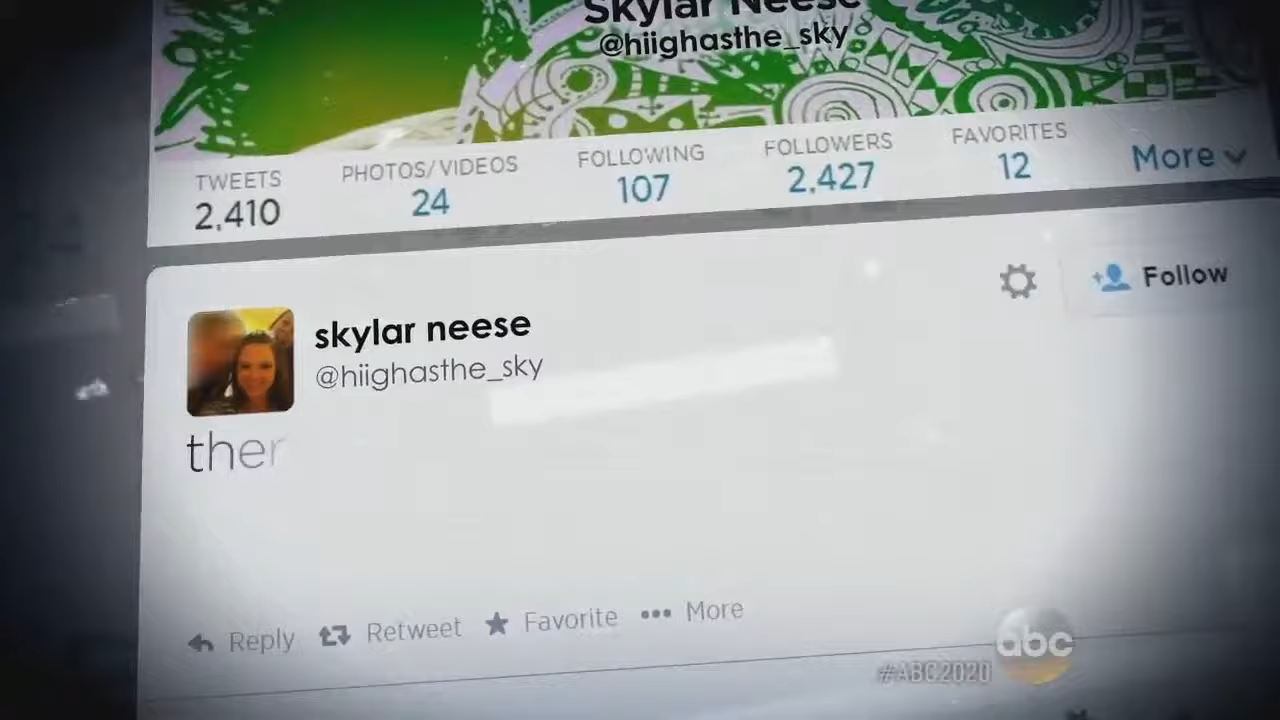 Skylar Neese
@hiighasthe_sky
TWEETS PHOTOS/VIDEOS FOLLOWING FOLLOWERS FAVORITES More
2,410 24 107 2,427 12
Follow
skylar neese
@hiighasthe_sky
ther
Reply Retweet Favorite More
abc
#ABC2020